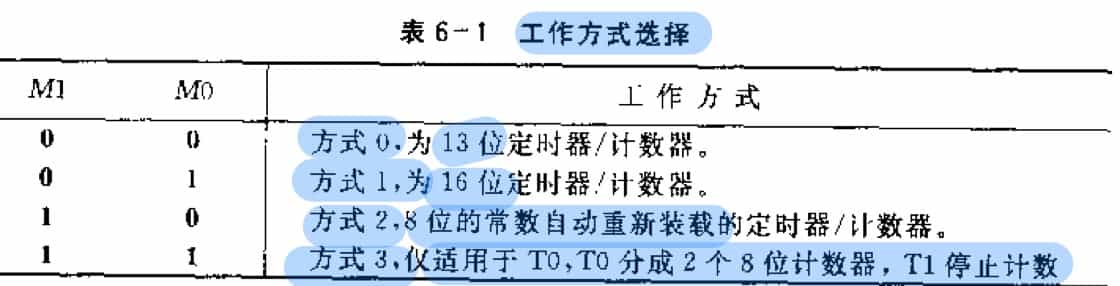 表 6-1 工作方式选择
M1 M0 工 作 方 式
0 0 方式 0,为 13 位定时器/计数器。
0 1 方式 1,为 16 位定时器/计数器。
1 0 方式 2,8 位的常数自动重新装载的定时器/计数器。
1 1 方式 3,仅适用于 T0,T0 分成 2 个 8 位计数器,T1 停止计数